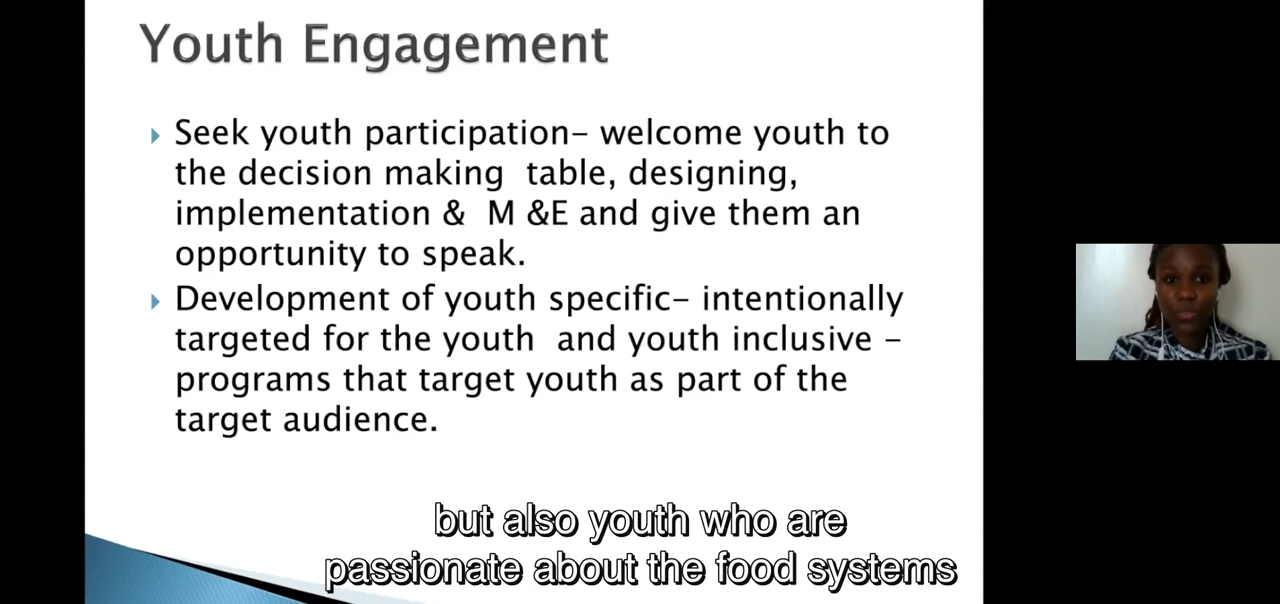 Youth Engagement
Seek youth participation– welcome youth to
the decision making  table, designing,
implementation &  M &E and give them an
opportunity to speak.
Development of youth specific– intentionally
targeted for the youth  and youth inclusive –
programs that target youth as part of the
target audience.
but also youth who are
passionate about the food systems